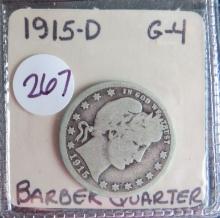 1915-D G-4
267
IN GOD WE TRUST
1915
BARBER QUARTER